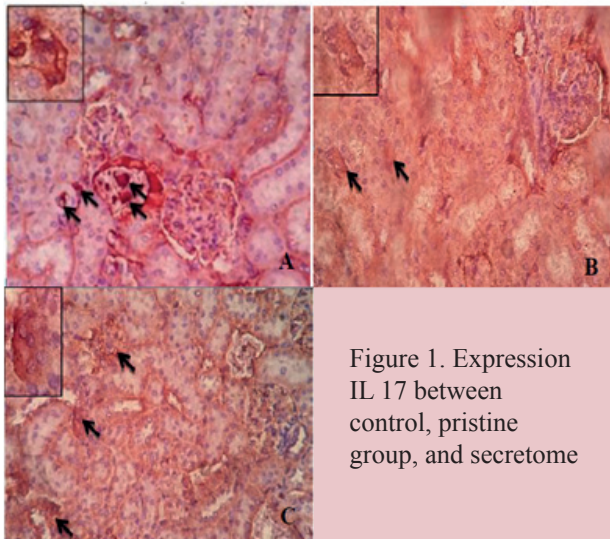 A
B
C
Figure 1. Expression
IL 17 between
control, pristine
group, and secretome